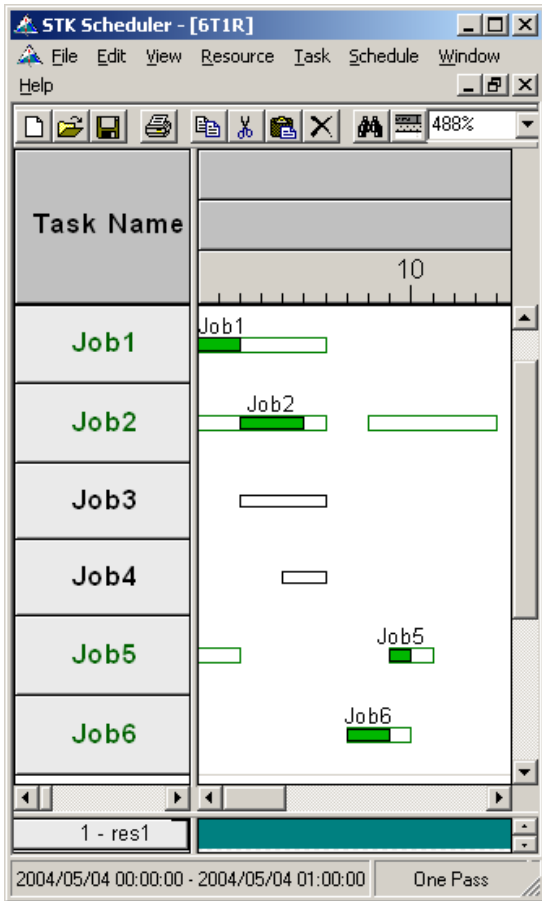 STK Scheduler - [6T1R]
File Edit View Resource Task Schedule Window
Help
488%
Task Name
10
Job1
Job1
Job2
Job2
Job3
Job4
Job5
Job5
Job6
Job6
1 - res1
2004/05/04 00:00:00 - 2004/05/04 01:00:00 One Pass